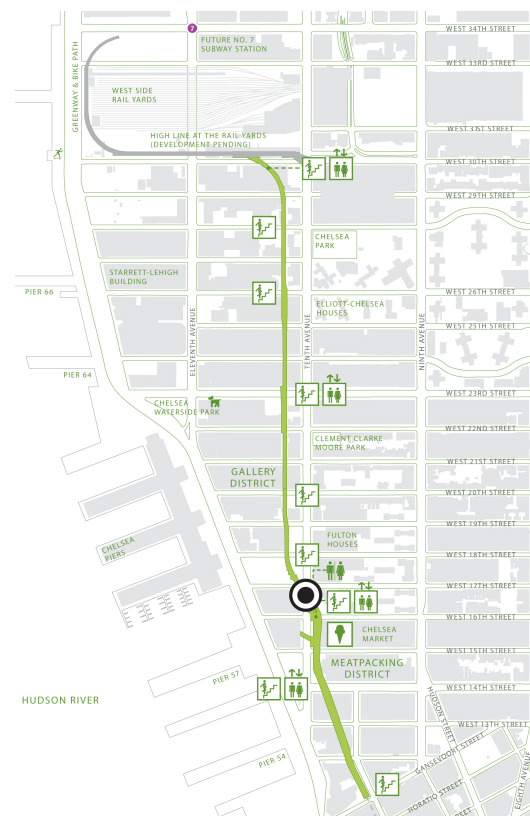 WEST 34TH STREET
7
FUTURE NO. 7
SUBWAY STATION
WEST 33RD STREET
GREENWAY & BIKE PATH
WEST SIDE
RAIL YARDS
WEST 31ST STREET
HIGH LINE AT THE RAIL YARDS
(DEVELOPMENT PENDING)
WEST 30TH STREET
WEST 29TH STREET
CHELSEA
PARK
STARRETT-LEHIGH
BUILDING
PIER 66
WEST 26TH STREET
ELLIOTT-CHELSEA
HOUSES
ELEVENTH AVENUE
TENTH AVENUE
NINTH AVENUE
WEST 25TH STREET
PIER 64
WEST 23RD STREET
CHELSEA
WATERSIDE PARK
WEST 22ND STREET
CLEMENT CLARKE
MOORE PARK
WEST 21ST STREET
GALLERY
DISTRICT
WEST 20TH STREET
WEST 19TH STREET
FULTON
HOUSES
CHELSEA
PIERS
WEST 18TH STREET
WEST 17TH STREET
WEST 16TH STREET
CHELSEA
MARKET
WEST 15TH STREET
MEATPACKING
DISTRICT
PIER 57
WEST 14TH STREET
HUDSON RIVER
HUDSON STREET
WEST 13TH STREET
GANSEVOORT STREET
PIER 54
HORATIO STREET
EIGHTH AVENUE
STREET